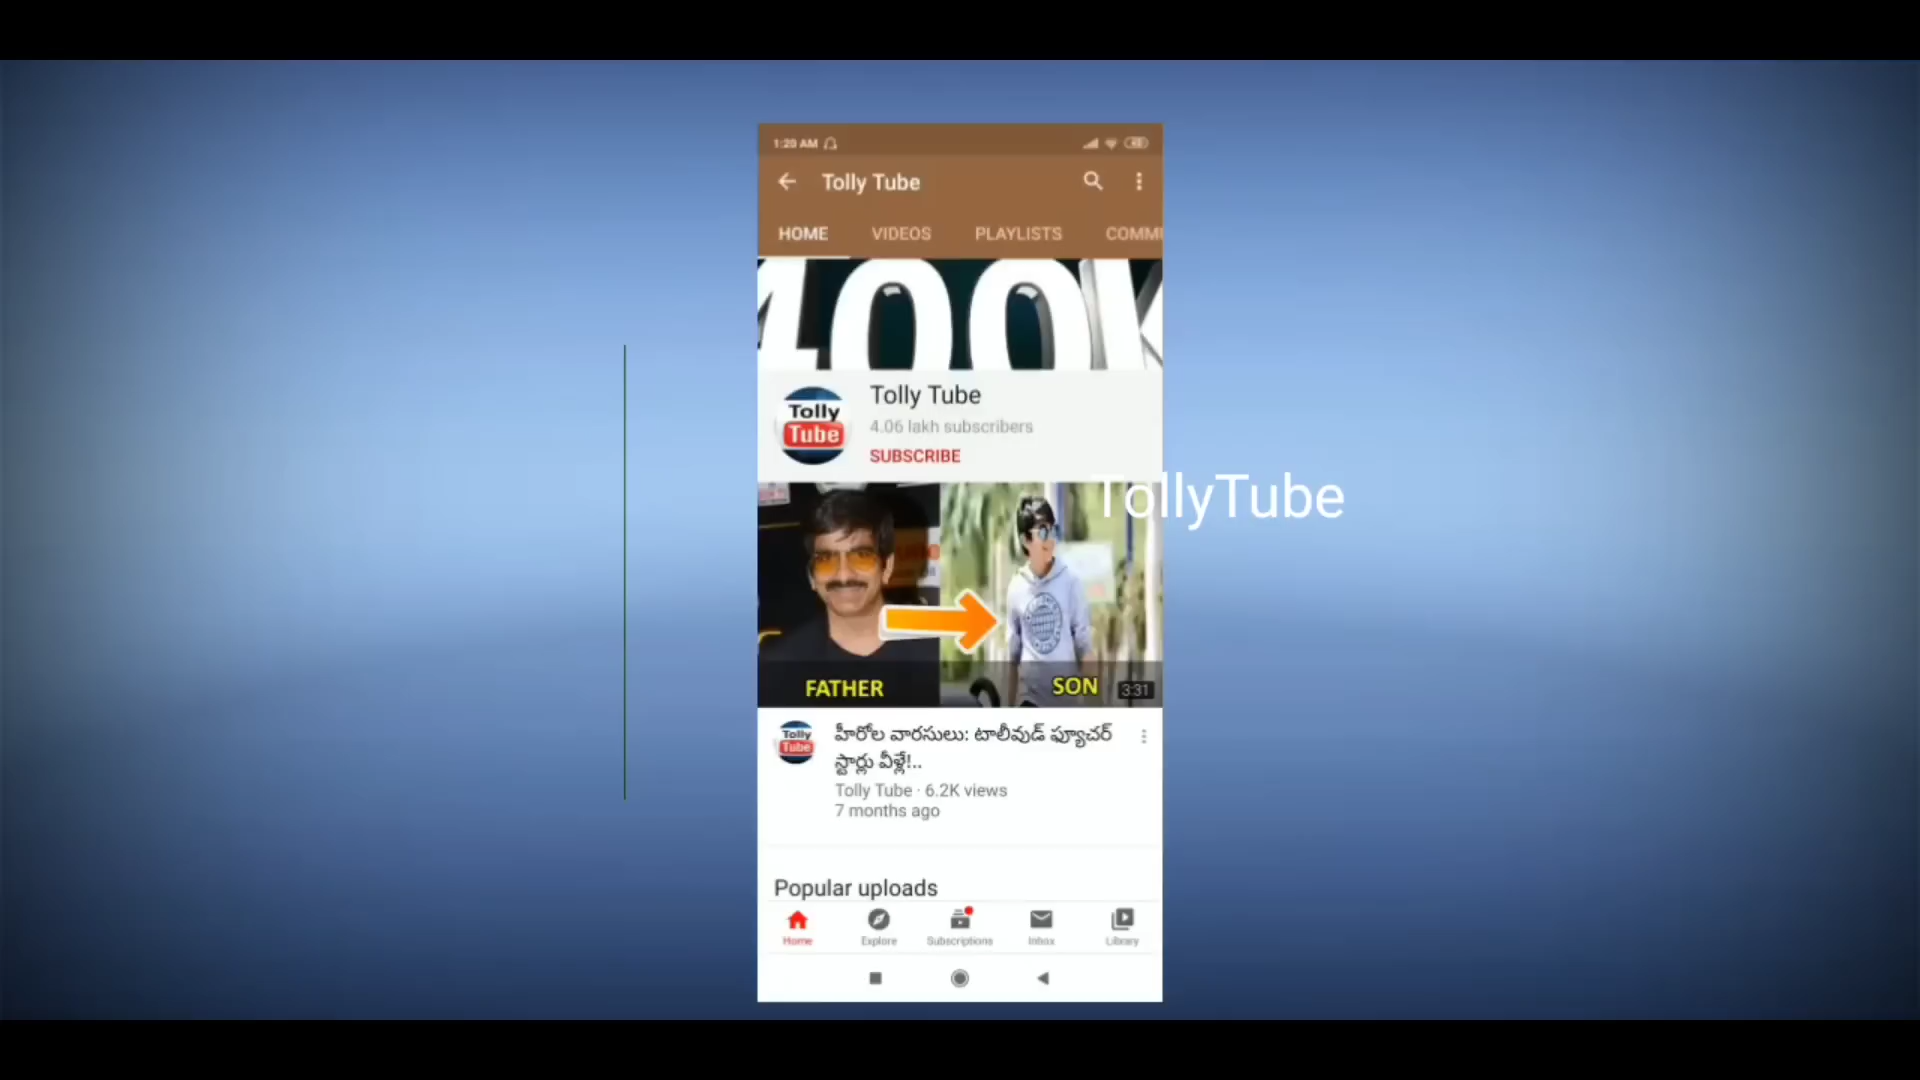 1:20 AM
Tolly Tube
HOME VIDEOS PLAYLISTS COMMU
400K
Tolly
Tube
Tolly Tube
4.06 lakh subscribers
SUBSCRIBE
TollyTube
FATHER
SON
3:31
Tolly
Tube
హీరోల వారసులు: టాలీవుడ్ ఫ్యూచర్
స్టార్లు వీళ్లే!..
Tolly Tube · 6.2K views
7 months ago
Popular uploads
Home Explore Subscriptions Inbox Library